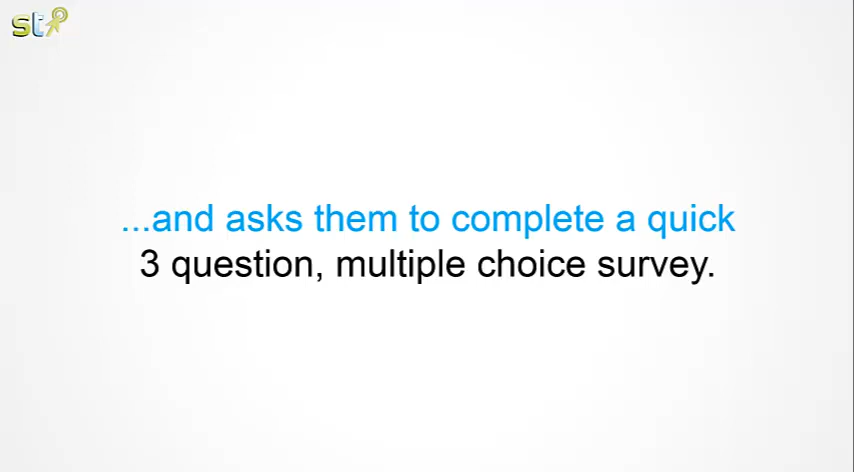 st
...and asks them to complete a quick
3 question, multiple choice survey.